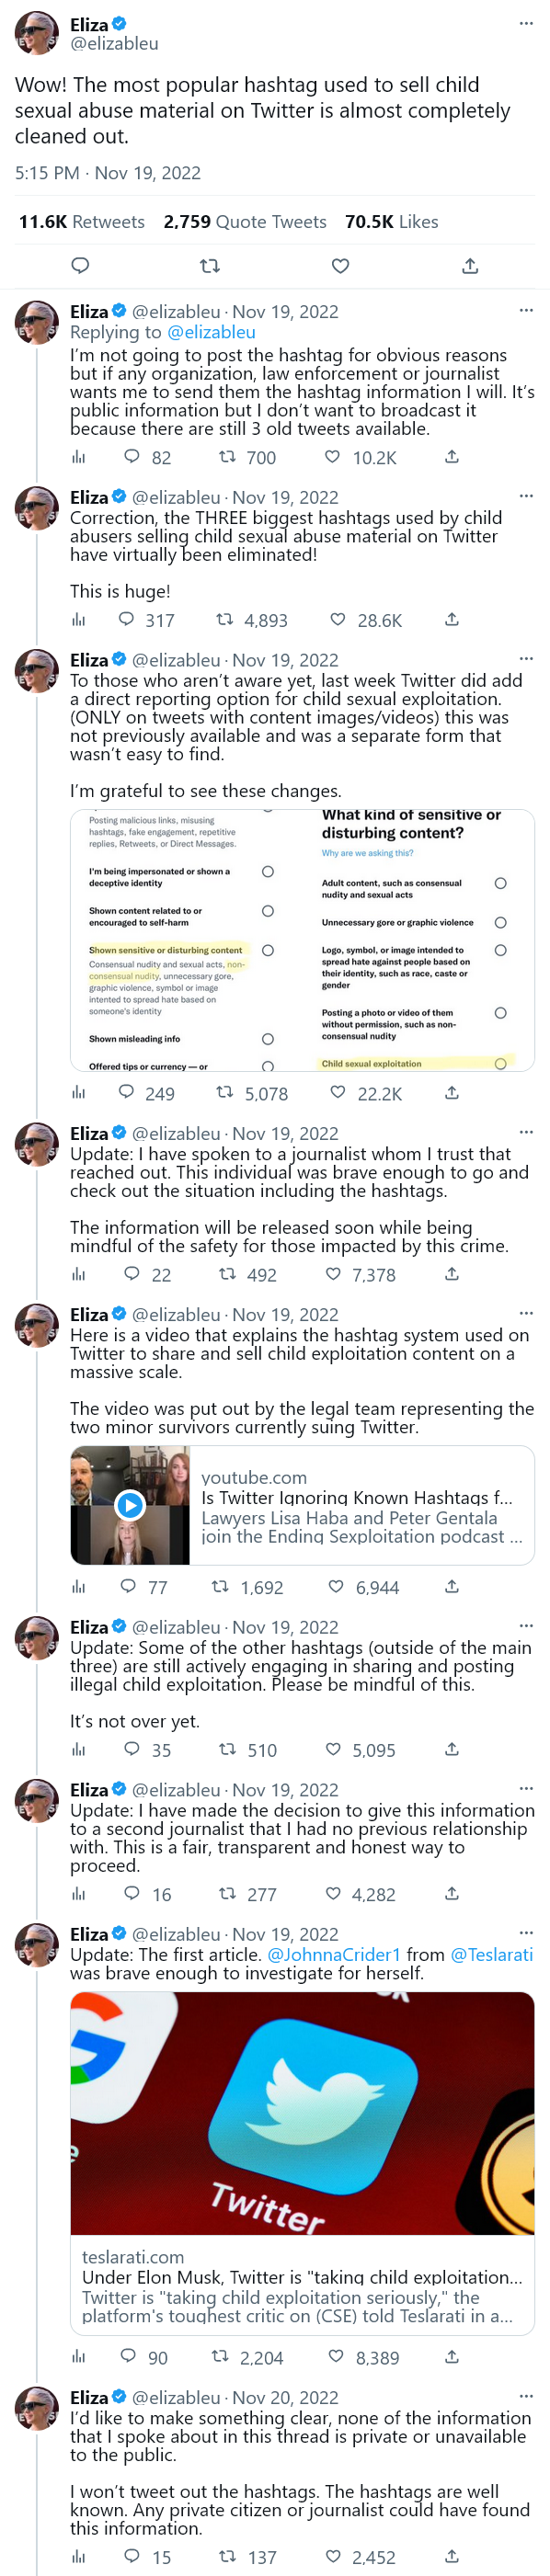 Eliza
@elizableu
Wow! The most popular hashtag used to sell child
sexual abuse material on Twitter is almost completely
cleaned out.
5:15 PM · Nov 19, 2022
11.6K Retweets 2,759 Quote Tweets 70.5K Likes
Eliza @elizableu · Nov 19, 2022
Replying to @elizableu
I'm not going to post the hashtag for obvious reasons
but if any organization, law enforcement or journalist
wants me to send them the hashtag information I will. It's
public information but I don't want to broadcast it
because there are still 3 old tweets available.
82 700 10.2K
Eliza @elizableu · Nov 19, 2022
Correction, the THREE biggest hashtags used by child
abusers selling child sexual abuse material on Twitter
have virtually been eliminated!
This is huge!
317 4,893 28.6K
Eliza @elizableu · Nov 19, 2022
To those who aren't aware yet, last week Twitter did add
a direct reporting option for child sexual exploitation.
(ONLY on tweets with content images/videos) this was
not previously available and was a separate form that
wasn't easy to find.
I'm grateful to see these changes.
Posting malicious links, misusing
hashtags, fake engagement, repetitive
replies, Retweets, or Direct Messages.
I'm being impersonated or shown a
deceptive identity
Shown content related to or
encouraged to self-harm
Shown sensitive or disturbing content
Consensual nudity and sexual acts, non-
consensual nudity, unnecessary gore,
graphic violence, symbol or image
intented to spread hate based on
someone's identity
Shown misleading info
Offered tips or currency — or
What kind of sensitive or
disturbing content?
Why are we asking this?
Adult content, such as consensual
nudity and sexual acts
Unnecessary gore or graphic violence
Logo, symbol, or image intended to
spread hate against people based on
their identity, such as race, caste or
gender
Posting a photo or video of them
without permission, such as non-
consensual nudity
Child sexual exploitation
249 5,078 22.2K
Eliza @elizableu · Nov 19, 2022
Update: I have spoken to a journalist whom I trust that
reached out. This individual was brave enough to go and
check out the situation including the hashtags.
The information will be released soon while being
mindful of the safety for those impacted by this crime.
22 492 7,378
Eliza @elizableu · Nov 19, 2022
Here is a video that explains the hashtag system used on
Twitter to share and sell child exploitation content on a
massive scale.
The video was put out by the legal team representing the
two minor survivors currently suing Twitter.
youtube.com
Is Twitter Ignoring Known Hashtags f...
Lawyers Lisa Haba and Peter Gentala
join the Ending Sexploitation podcast ...
77 1,692 6,944
Eliza @elizableu · Nov 19, 2022
Update: Some of the other hashtags (outside of the main
three) are still actively engaging in sharing and posting
illegal child exploitation. Please be mindful of this.
It's not over yet.
35 510 5,095
Eliza @elizableu · Nov 19, 2022
Update: I have made the decision to give this information
to a second journalist that I had no previous relationship
with. This is a fair, transparent and honest way to
proceed.
16 277 4,282
Eliza @elizableu · Nov 19, 2022
Update: The first article. @JohnnaCrider1 from @Teslarati
was brave enough to investigate for herself.
Twitter
teslarati.com
Under Elon Musk, Twitter is "taking child exploitation...
Twitter is "taking child exploitation seriously," the
platform's toughest critic on (CSE) told Teslarati in a...
90 2,204 8,389
Eliza @elizableu · Nov 20, 2022
I'd like to make something clear, none of the information
that I spoke about in this thread is private or unavailable
to the public.
I won't tweet out the hashtags. The hashtags are well
known. Any private citizen or journalist could have found
this information.
15 137 2,452